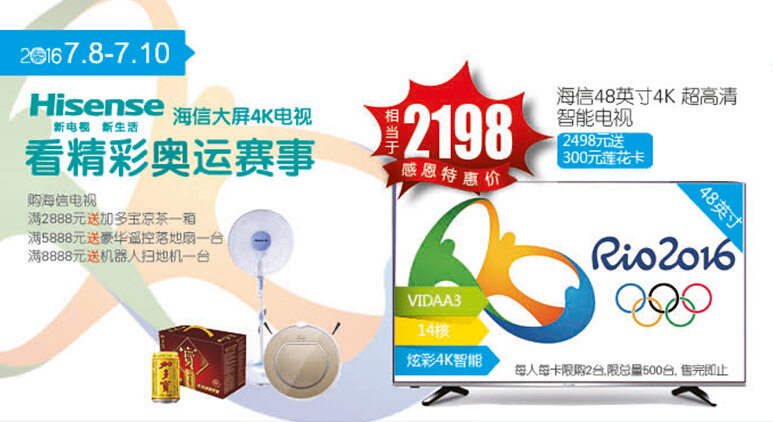 2016 7.8-7.10
Hisense 海信大屏4K电视
新电视 新生活
看精彩奥运赛事
购海信电视
满2888元送加多宝凉茶一箱
满5888元送豪华遥控落地扇一台
满8888元送机器人扫地机一台
加多宝
相当于
2198
感恩特惠价
海信48英寸4K 超高清
智能电视
2498元送
300元莲花卡
48英寸
Rio2016
VIDAA3
14核
炫彩4K智能
每人每卡限购2台,限总量500台, 售完即止